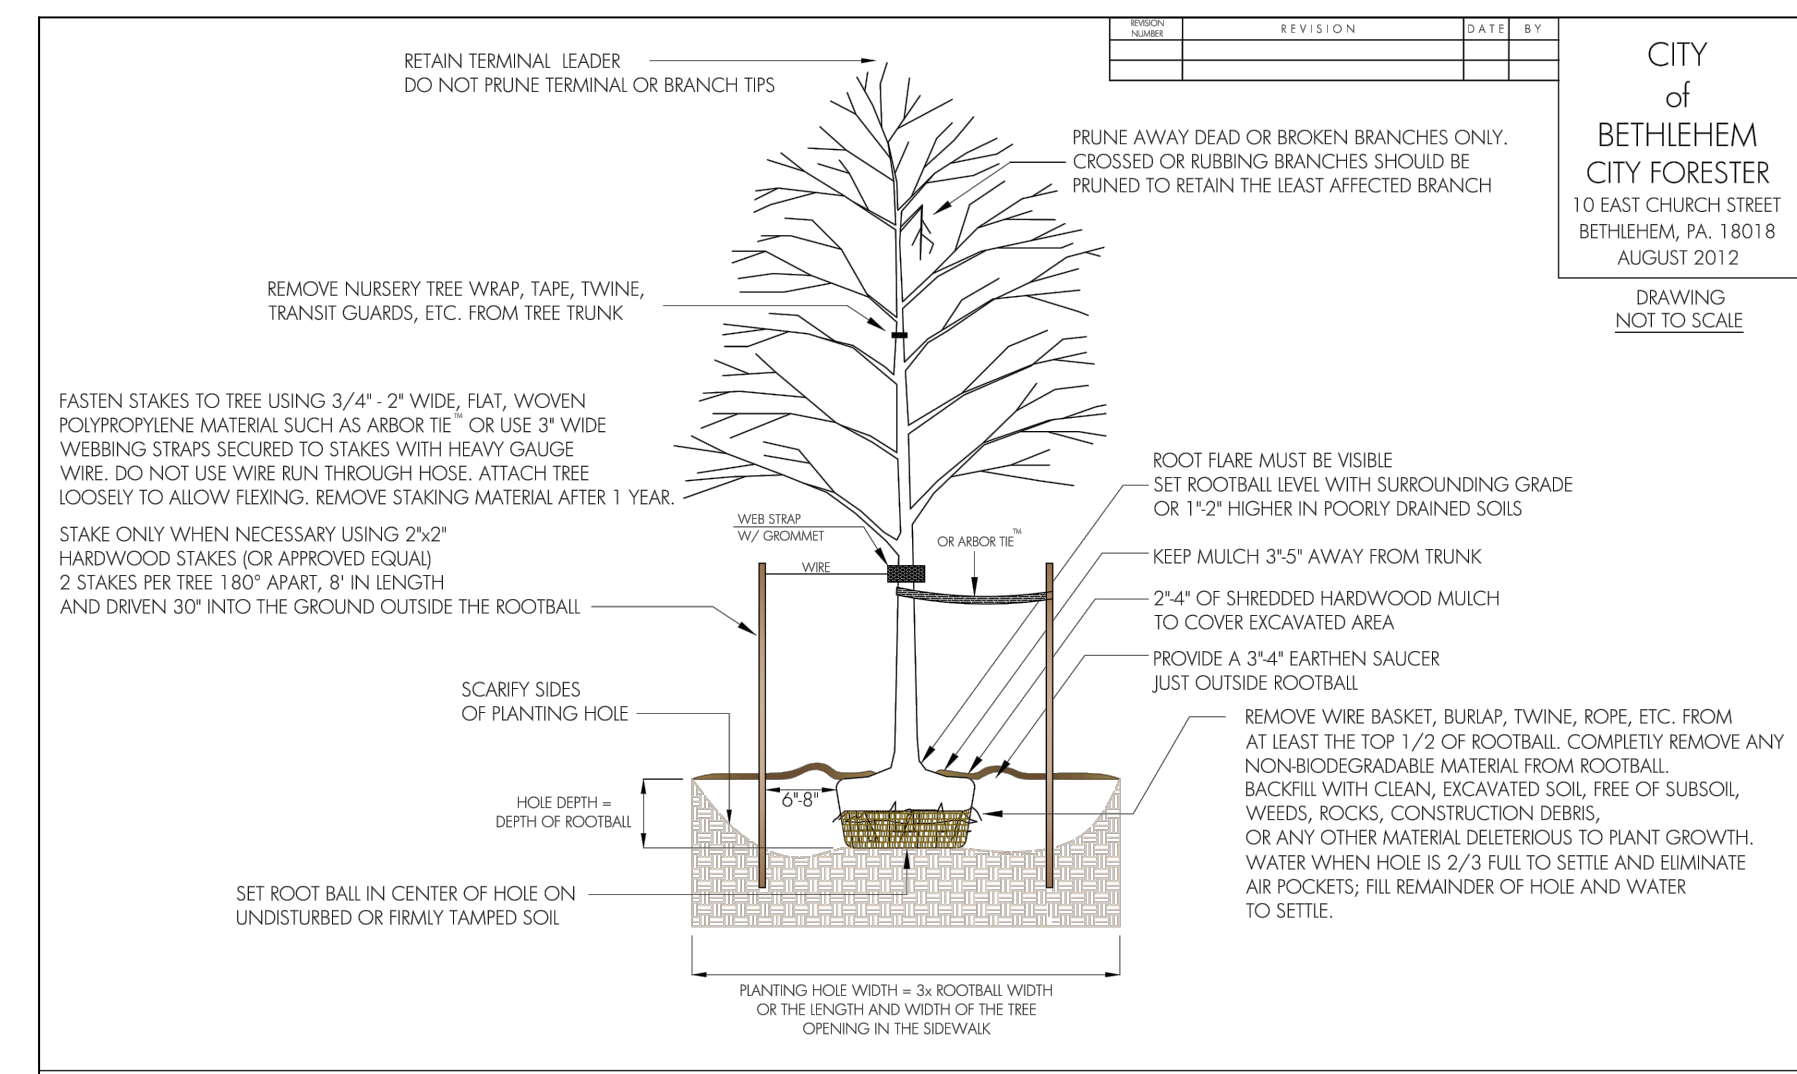 REVISION NUMBER
REVISION
DATE
BY
CITY
of
BETHLEHEM
CITY FORESTER
10 EAST CHURCH STREET
BETHLEHEM, PA. 18018
AUGUST 2012
DRAWING
NOT TO SCALE
RETAIN TERMINAL LEADER
DO NOT PRUNE TERMINAL OR BRANCH TIPS
PRUNE AWAY DEAD OR BROKEN BRANCHES ONLY.
CROSSED OR RUBBING BRANCHES SHOULD BE
PRUNED TO RETAIN THE LEAST AFFECTED BRANCH
REMOVE NURSERY TREE WRAP, TAPE, TWINE,
TRANSIT GUARDS, ETC. FROM TREE TRUNK
FASTEN STAKES TO TREE USING 3/4" - 2" WIDE, FLAT, WOVEN
POLYPROPYLENE MATERIAL SUCH AS ARBOR TIE™ OR USE 3" WIDE
WEBBING STRAPS SECURED TO STAKES WITH HEAVY GAUGE
WIRE. DO NOT USE WIRE RUN THROUGH HOSE. ATTACH TREE
LOOSELY TO ALLOW FLEXING. REMOVE STAKING MATERIAL AFTER 1 YEAR.
STAKE ONLY WHEN NECESSARY USING 2"x2"
HARDWOOD STAKES (OR APPROVED EQUAL)
2 STAKES PER TREE 180° APART, 8' IN LENGTH
AND DRIVEN 30" INTO THE GROUND OUTSIDE THE ROOTBALL
WEB STRAP
W/ GROMMET
WIRE
OR ARBOR TIE™
ROOT FLARE MUST BE VISIBLE
SET ROOTBALL LEVEL WITH SURROUNDING GRADE
OR 1"-2" HIGHER IN POORLY DRAINED SOILS
KEEP MULCH 3"-5" AWAY FROM TRUNK
2"-4" OF SHREDDED HARDWOOD MULCH
TO COVER EXCAVATED AREA
PROVIDE A 3"-4" EARTHEN SAUCER
JUST OUTSIDE ROOTBALL
SCARIFY SIDES
OF PLANTING HOLE
REMOVE WIRE BASKET, BURLAP, TWINE, ROPE, ETC. FROM
AT LEAST THE TOP 1/2 OF ROOTBALL. COMPLETLY REMOVE ANY
NON-BIODEGRADABLE MATERIAL FROM ROOTBALL.
BACKFILL WITH CLEAN, EXCAVATED SOIL, FREE OF SUBSOIL,
WEEDS, ROCKS, CONSTRUCTION DEBRIS,
OR ANY OTHER MATERIAL DELETERIOUS TO PLANT GROWTH.
WATER WHEN HOLE IS 2/3 FULL TO SETTLE AND ELIMINATE
AIR POCKETS; FILL REMAINDER OF HOLE AND WATER
TO SETTLE.
6"-8"
HOLE DEPTH =
DEPTH OF ROOTBALL
SET ROOT BALL IN CENTER OF HOLE ON
UNDISTURBED OR FIRMLY TAMPED SOIL
PLANTING HOLE WIDTH = 3x ROOTBALL WIDTH
OR THE LENGTH AND WIDTH OF THE TREE
OPENING IN THE SIDEWALK